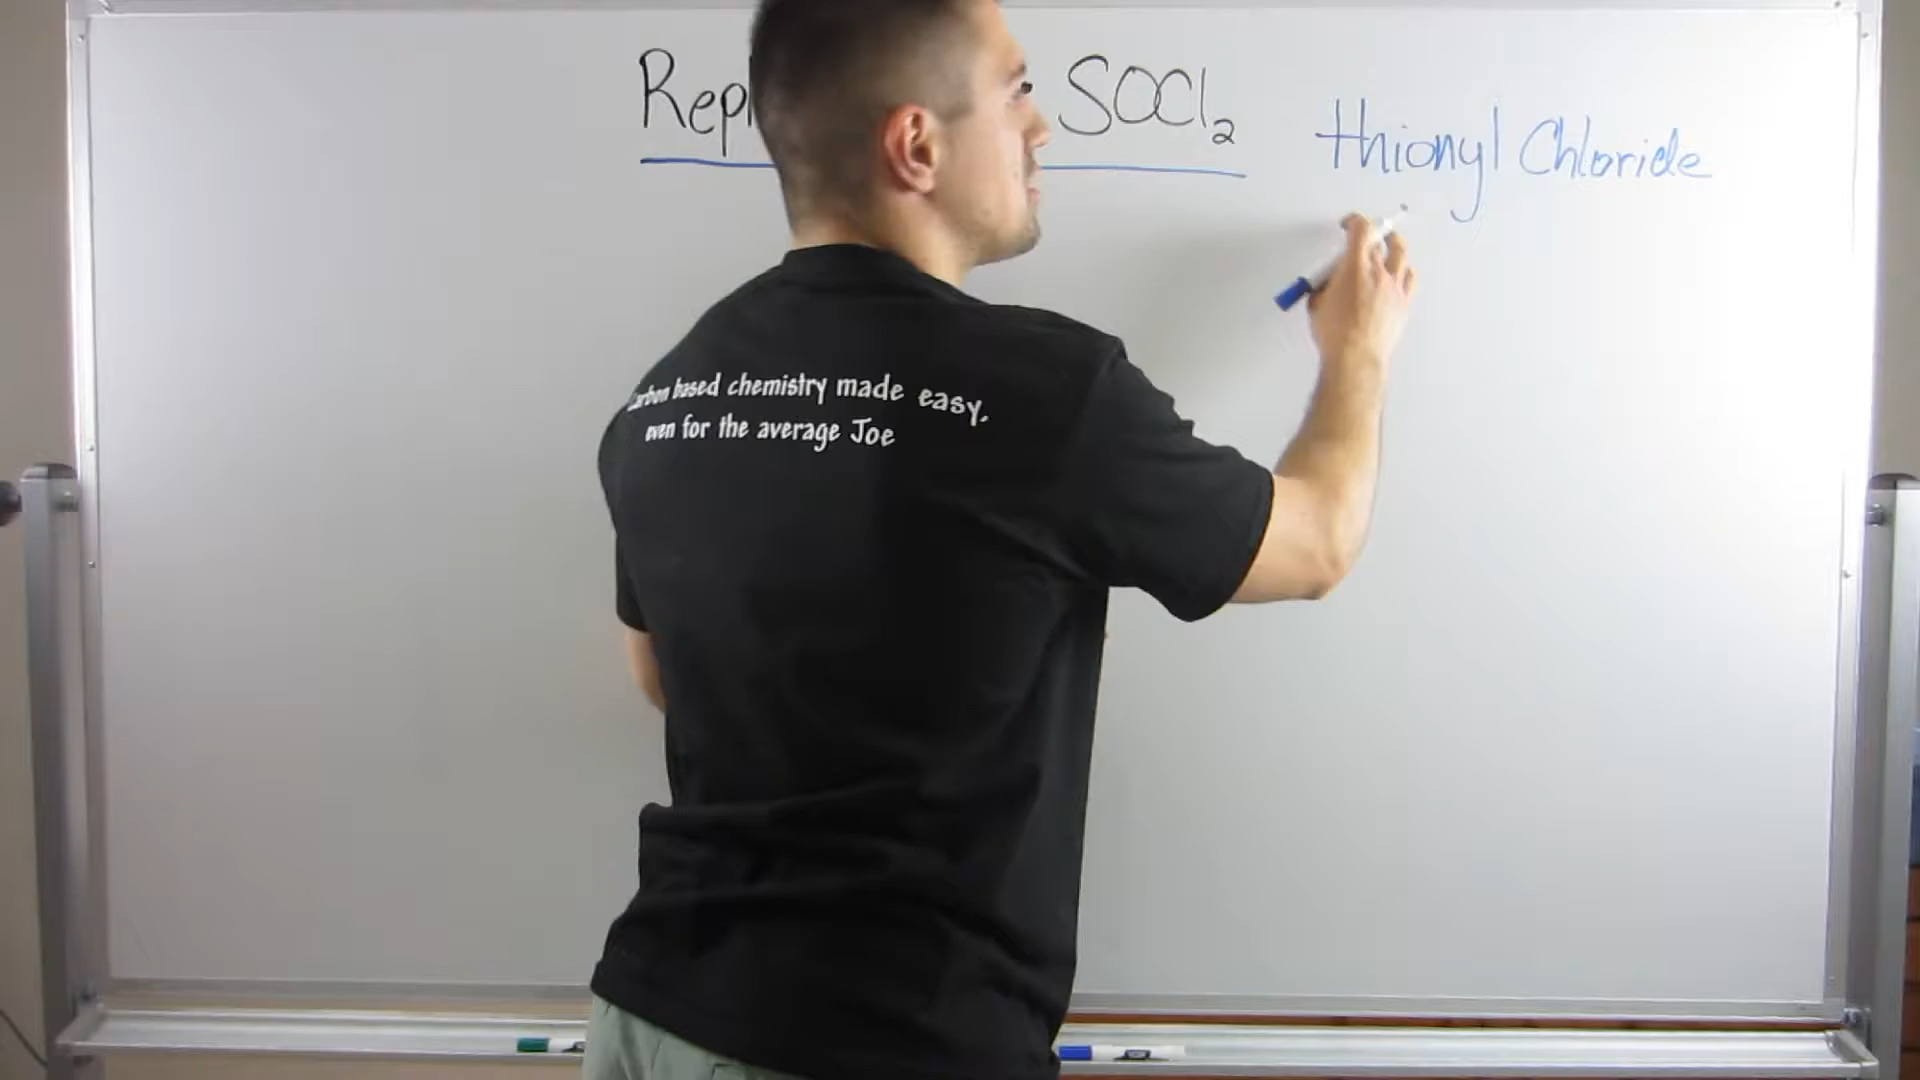 Repl SOCl₂
thionyl Chloride
Carbon based chemistry made easy,
even for the average Joe